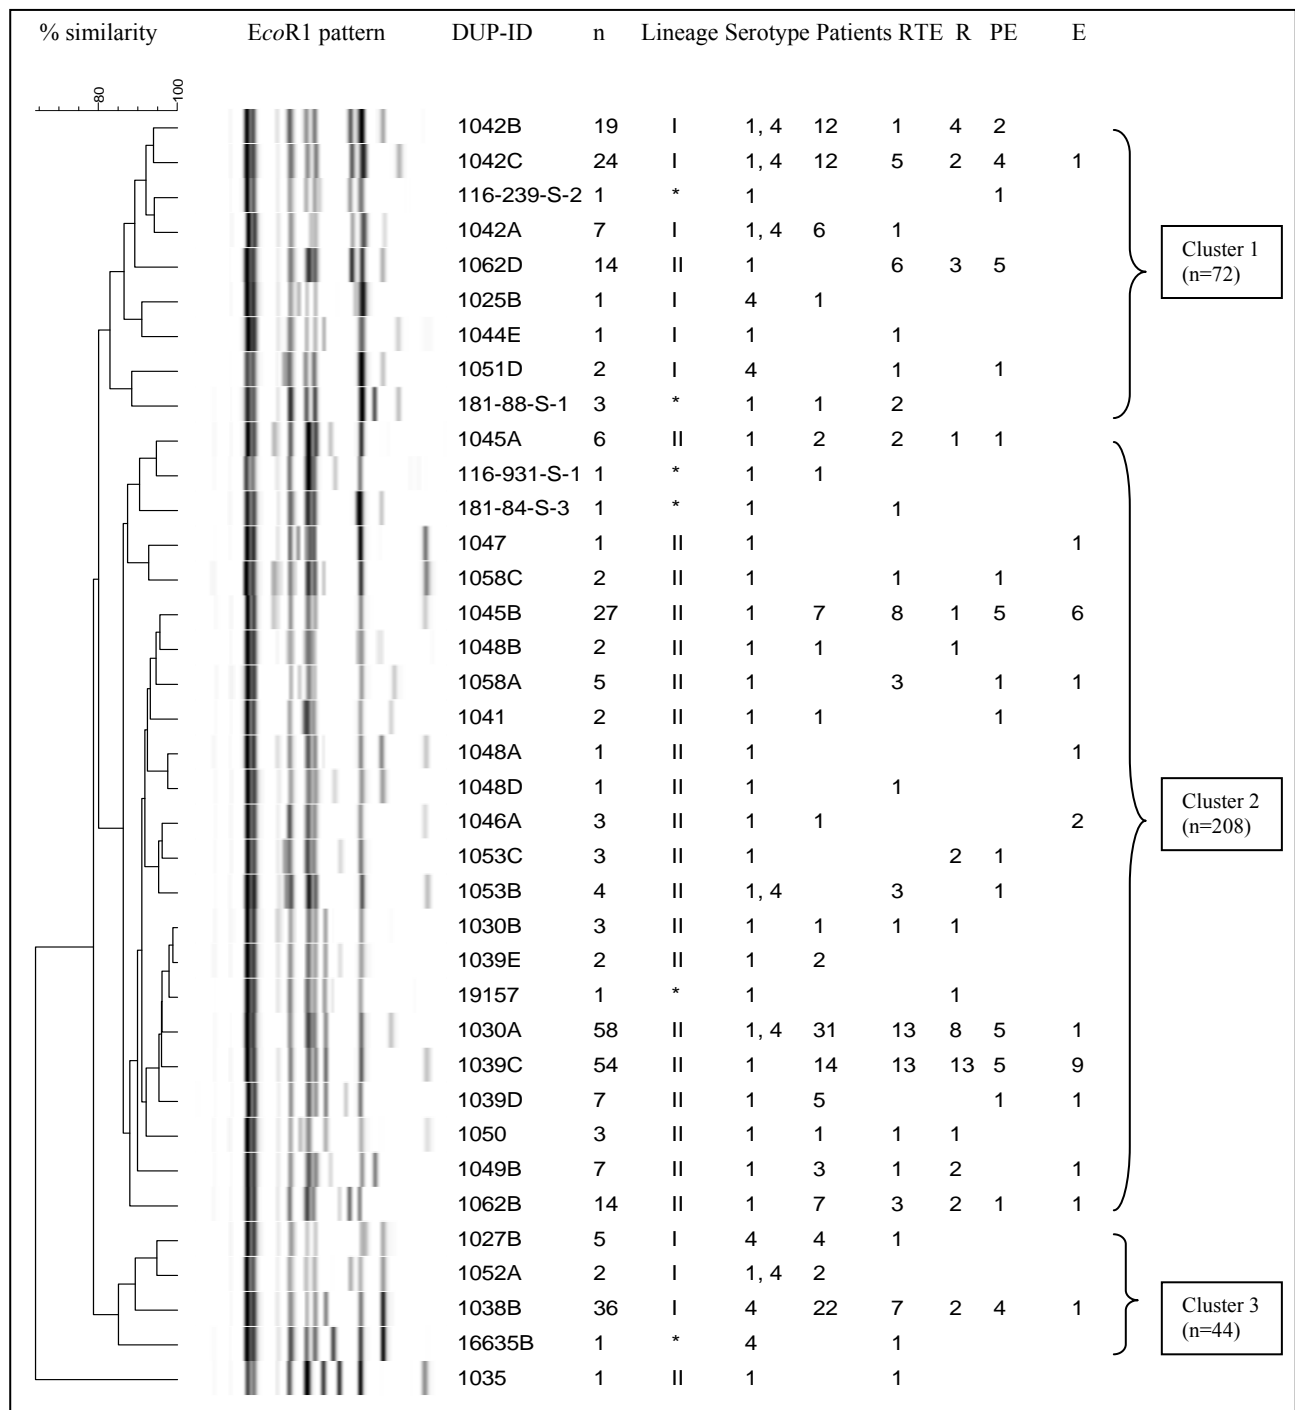 % similarity EcoR1 pattern DUP-ID n Lineage Serotype Patients RTE R PE E
80 100
1042B 19 I 1, 4 12 1 4 2
1042C 24 I 1, 4 12 5 2 4 1
116-239-S-2 1 * 1 1
1042A 7 I 1, 4 6 1
Cluster 1
(n=72)
1062D 14 II 1 6 3 5
1025B 1 I 4 1
1044E 1 I 1 1
1051D 2 I 4 1 1
181-88-S-1 3 * 1 1 2
1045A 6 II 1 2 2 1 1
116-931-S-1 1 * 1 1
181-84-S-3 1 * 1 1
1047 1 II 1 1
1058C 2 II 1 1 1
1045B 27 II 1 7 8 1 5 6
1048B 2 II 1 1 1
1058A 5 II 1 3 1 1
1041 2 II 1 1 1
1048A 1 II 1 1
1048D 1 II 1 1
Cluster 2
(n=208)
1046A 3 II 1 1 2
1053C 3 II 1 2 1
1053B 4 II 1, 4 3 1
1030B 3 II 1 1 1 1
1039E 2 II 1 2
19157 1 * 1 1
1030A 58 II 1, 4 31 13 8 5 1
1039C 54 II 1 14 13 13 5 9
1039D 7 II 1 5 1 1
1050 3 II 1 1 1 1
1049B 7 II 1 3 1 2 1
1062B 14 II 1 7 3 2 1 1
1027B 5 I 4 4 1
1052A 2 I 1, 4 2
1038B 36 I 4 22 7 2 4 1
Cluster 3
(n=44)
16635B 1 * 4 1
1035 1 II 1 1